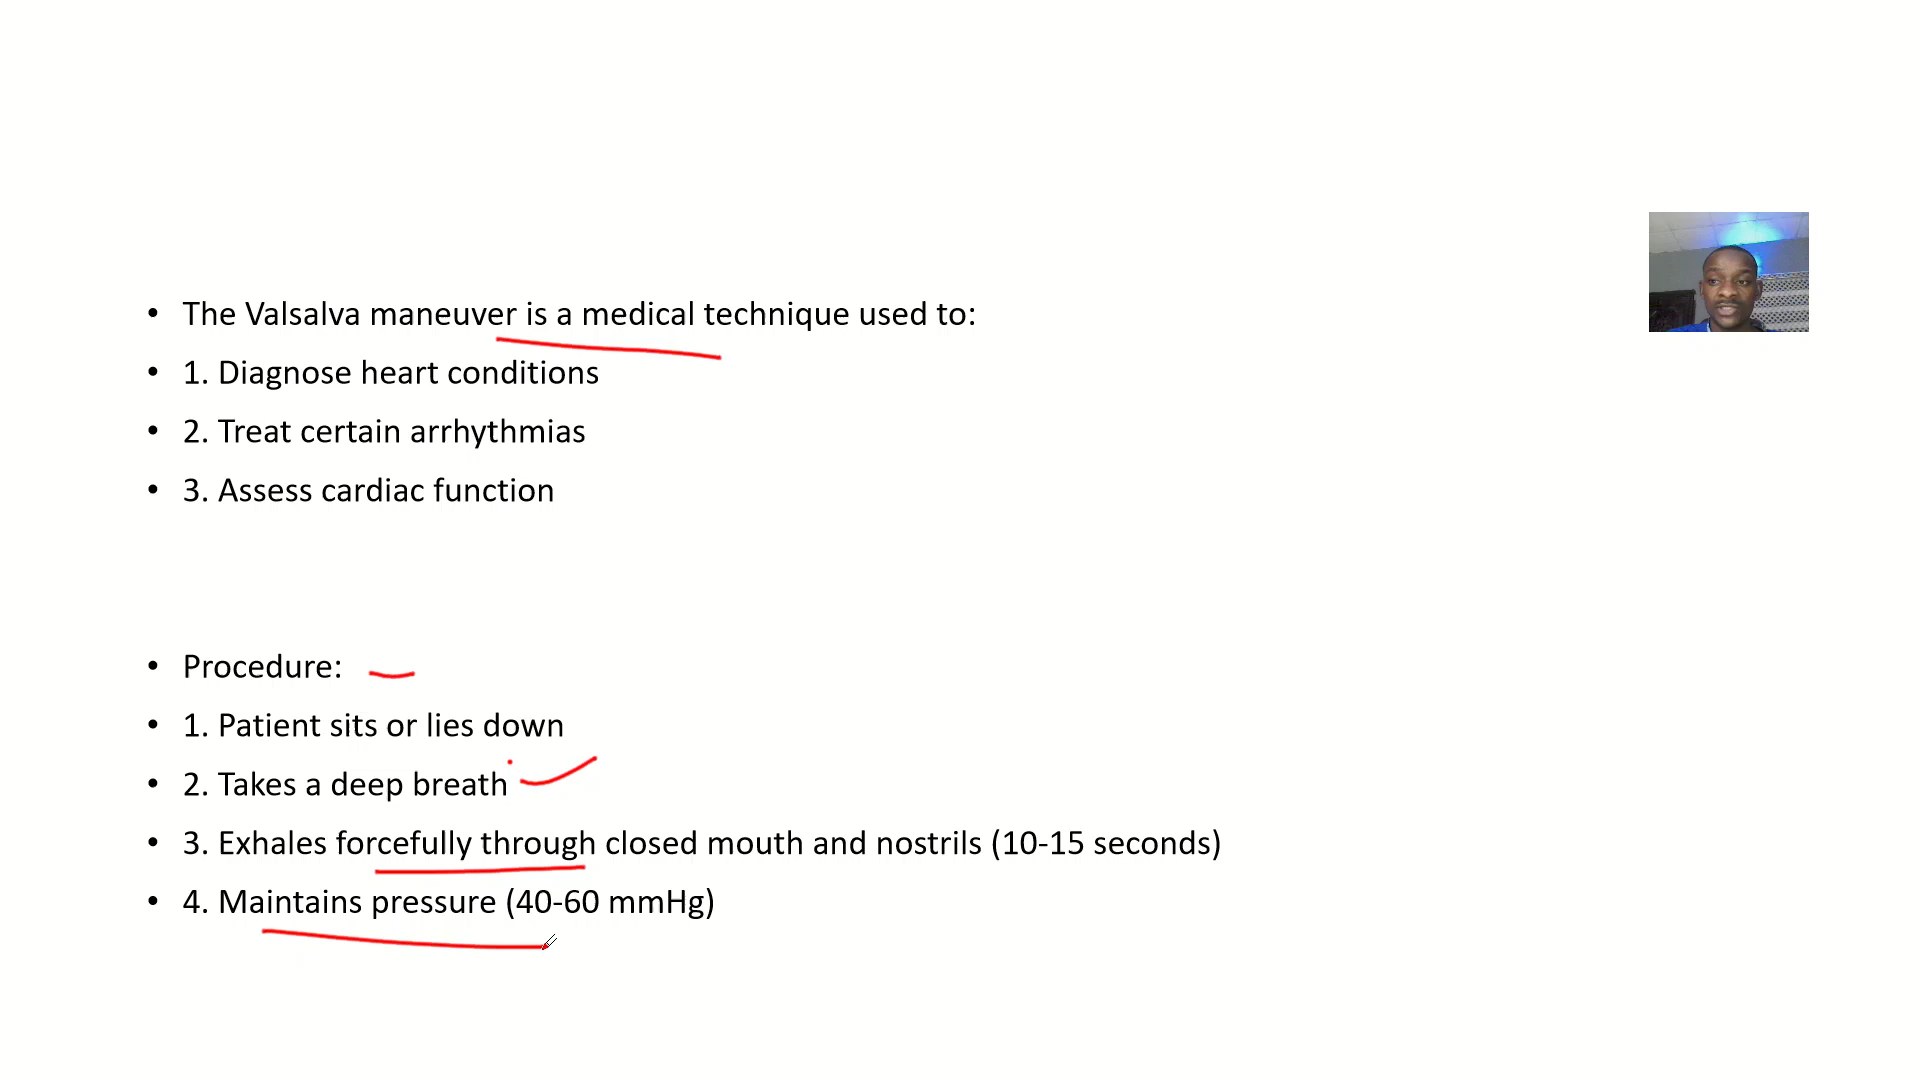 • The Valsalva maneuver is a medical technique used to:
• 1. Diagnose heart conditions
• 2. Treat certain arrhythmias
• 3. Assess cardiac function
• Procedure:
• 1. Patient sits or lies down
• 2. Takes a deep breath
• 3. Exhales forcefully through closed mouth and nostrils (10-15 seconds)
• 4. Maintains pressure (40-60 mmHg)